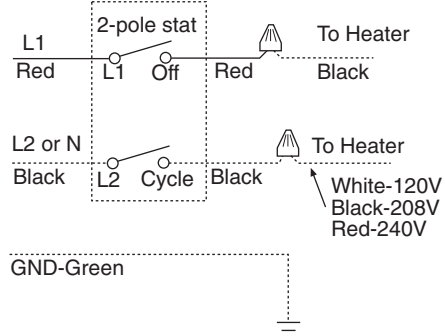 2-pole stat
L1
To Heater
Red
L1
Off
Red
Black
L2 or N
To Heater
Black
L2
Cycle
Black
White-120V
Black-208V
Red-240V
GND-Green